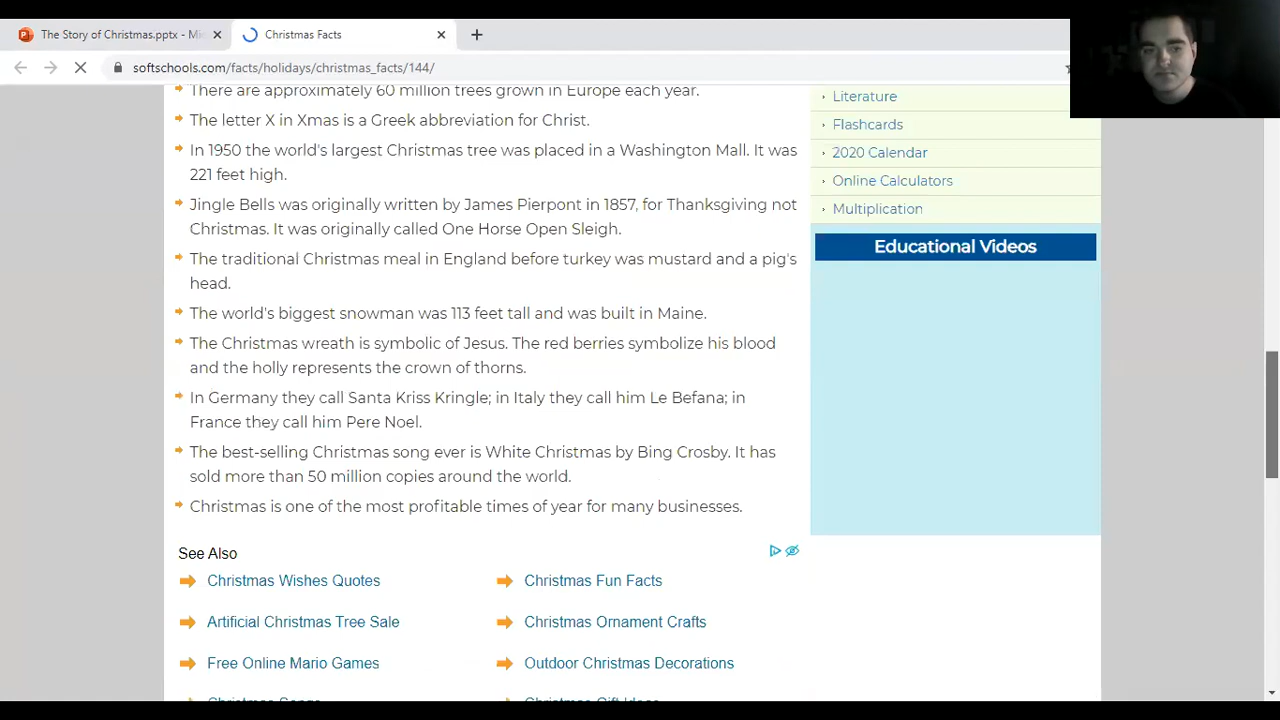 The Story of Christmas.pptx - Mi
Christmas Facts
softschools.com/facts/holidays/christmas_facts/144/
There are approximately 60 million trees grown in Europe each year.
The letter X in Xmas is a Greek abbreviation for Christ.
In 1950 the world's largest Christmas tree was placed in a Washington Mall. It was
221 feet high.
Jingle Bells was originally written by James Pierpont in 1857, for Thanksgiving not
Christmas. It was originally called One Horse Open Sleigh.
The traditional Christmas meal in England before turkey was mustard and a pig's
head.
The world's biggest snowman was 113 feet tall and was built in Maine.
The Christmas wreath is symbolic of Jesus. The red berries symbolize his blood
and the holly represents the crown of thorns.
In Germany they call Santa Kriss Kringle; in Italy they call him Le Befana; in
France they call him Pere Noel.
The best-selling Christmas song ever is White Christmas by Bing Crosby. It has
sold more than 50 million copies around the world.
Christmas is one of the most profitable times of year for many businesses.
See Also
Christmas Wishes Quotes
Christmas Fun Facts
Artificial Christmas Tree Sale
Christmas Ornament Crafts
Free Online Mario Games
Outdoor Christmas Decorations
Christmas Songs
Christmas Gift Ideas
Literature
Flashcards
2020 Calendar
Online Calculators
Multiplication
Educational Videos